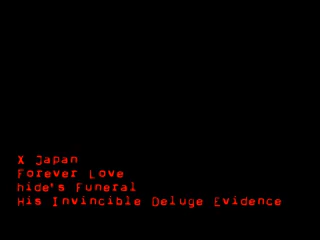 X Japan
Forever Love
hide's Funeral
His Invincible Deluge Evidence